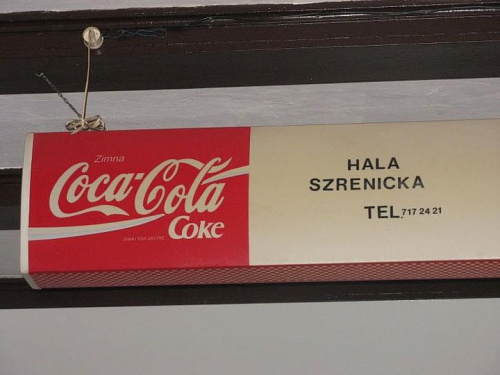 Zimna
Coca-Cola
Coke
HALA
SZRENICKA
TEL. 717 24 21